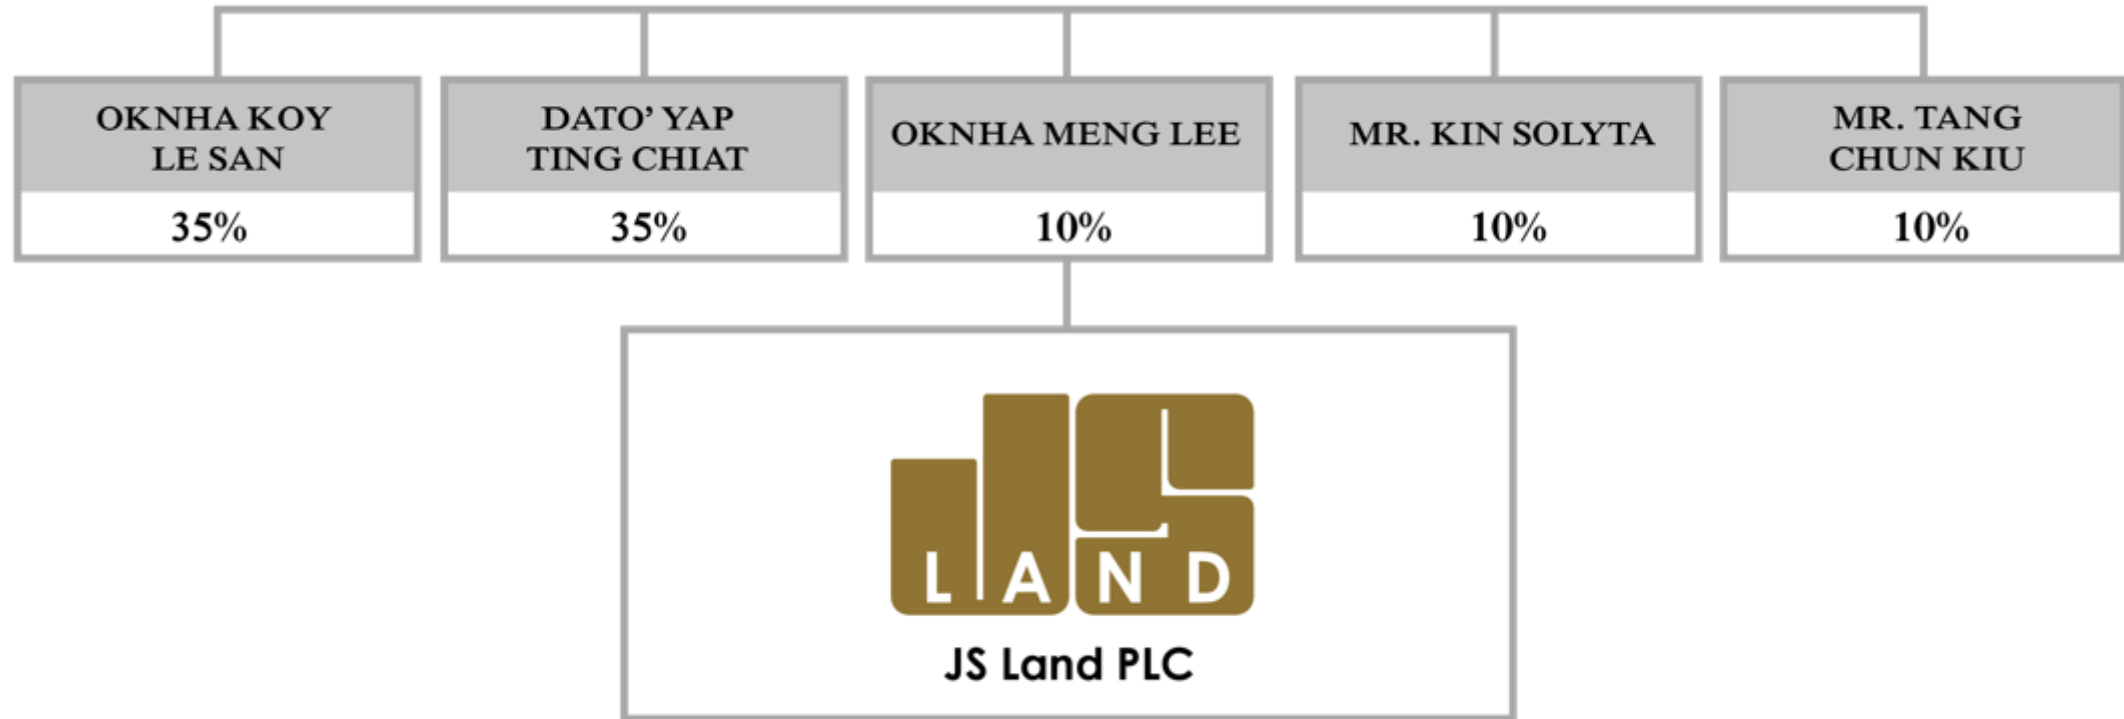 OKNHA KOY
LE SAN
35%
DATO’ YAP
TING CHIAT
35%
OKNHA MENG LEE
10%
MR. KIN SOLYTA
10%
MR. TANG
CHUN KIU
10%
JS
LAND
JS Land PLC